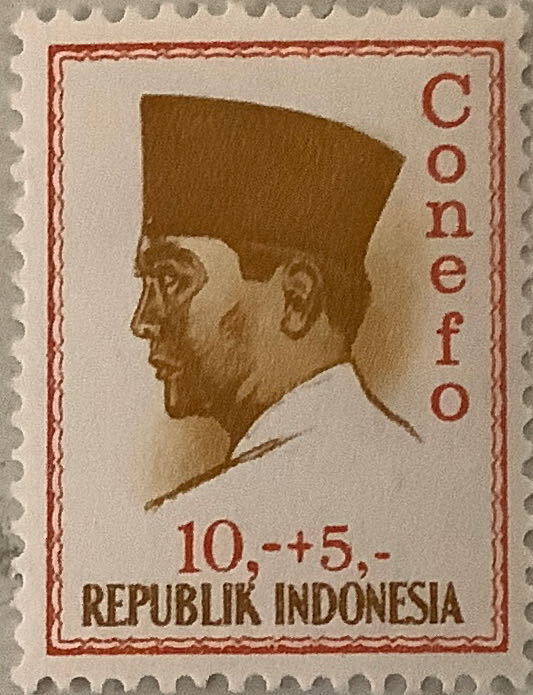 Conefo
10,-+5,-
REPUBLIK INDONESIA